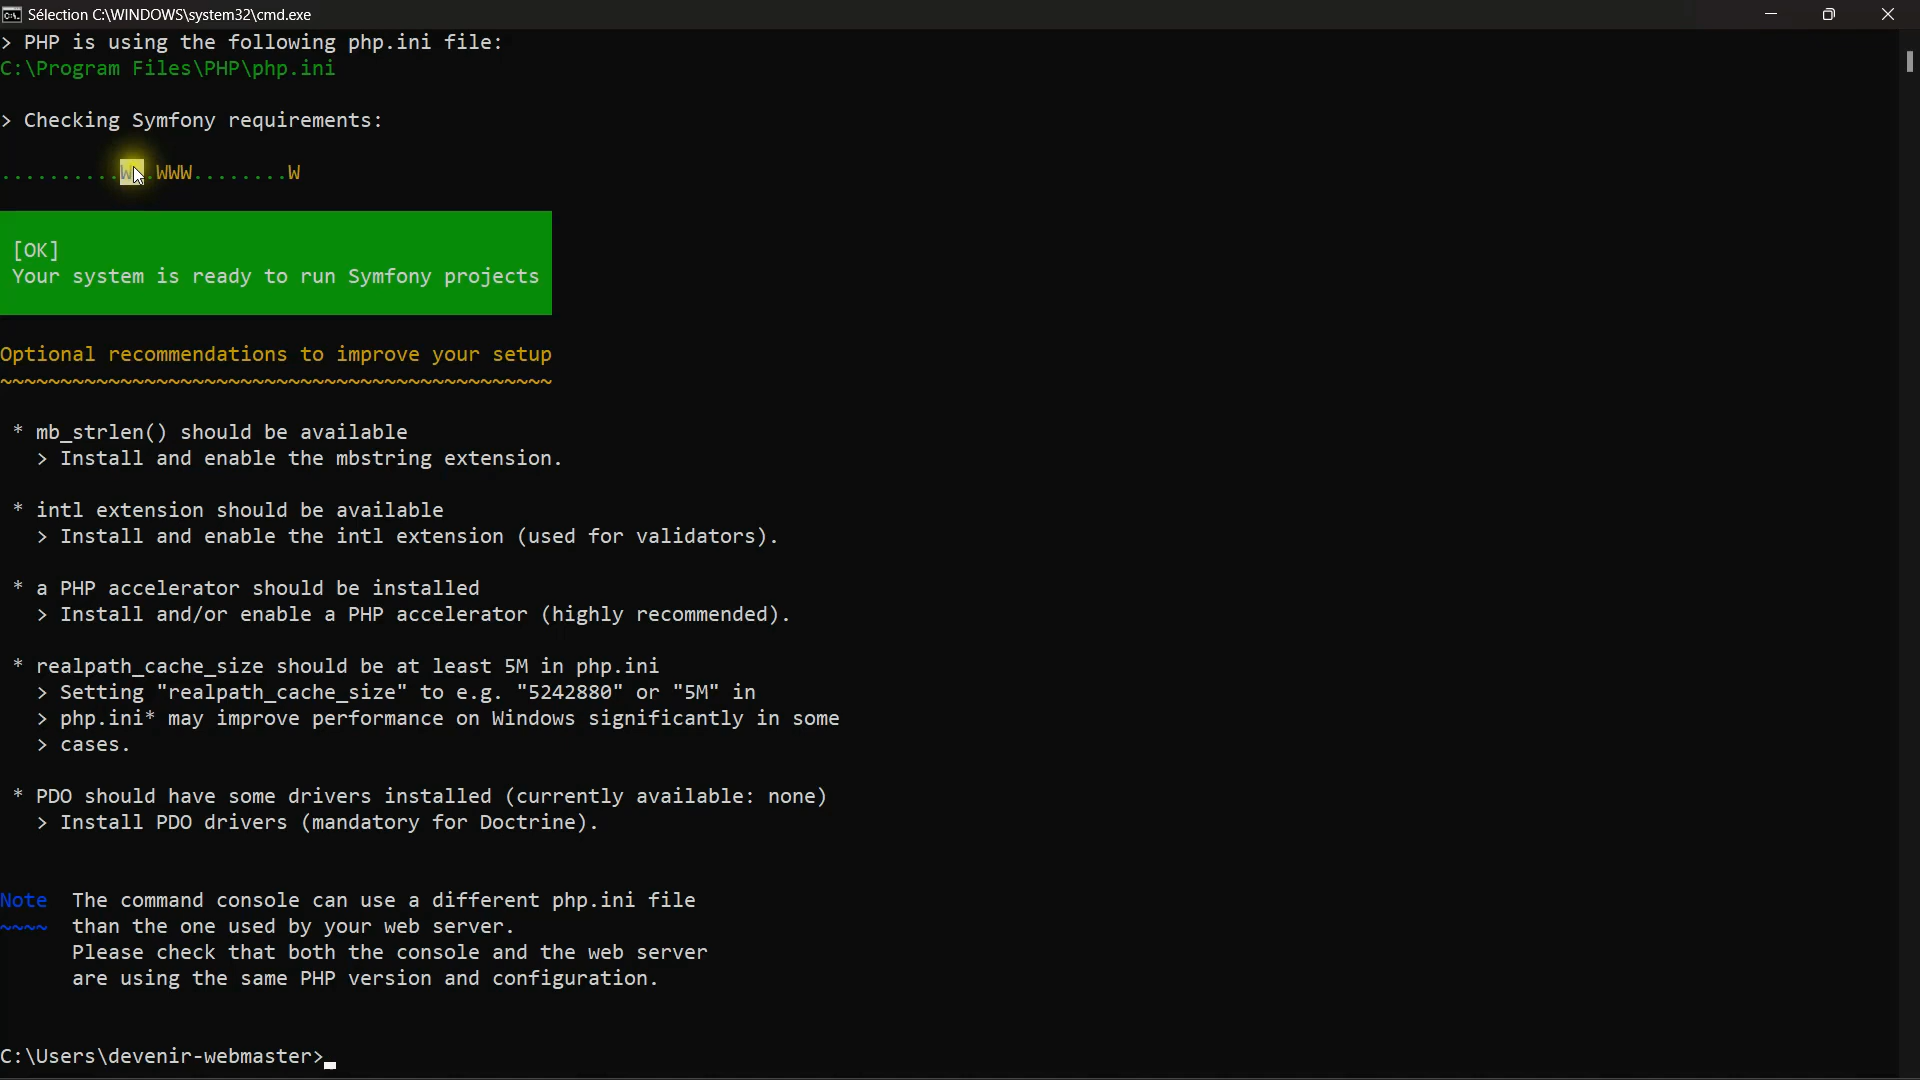 Sélection C:\WINDOWS\system32\cmd.exe
> PHP is using the following php.ini file:
C:\Program Files\PHP\php.ini
> Checking Symfony requirements:
..........W..WWW........W
[OK]
Your system is ready to run Symfony projects
Optional recommendations to improve your setup
~~~~~~~~~~~~~~~~~~~~~~~~~~~~~~~~~~~~~~~~~~~~~~
* mb_strlen() should be available
> Install and enable the mbstring extension.
* intl extension should be available
> Install and enable the intl extension (used for validators).
* a PHP accelerator should be installed
> Install and/or enable a PHP accelerator (highly recommended).
* realpath_cache_size should be at least 5M in php.ini
> Setting "realpath_cache_size" to e.g. "5242880" or "5M" in
> php.ini* may improve performance on Windows significantly in some
> cases.
* PDO should have some drivers installed (currently available: none)
> Install PDO drivers (mandatory for Doctrine).
Note  The command console can use a different php.ini file
~~~~  than the one used by your web server.
Please check that both the console and the web server
are using the same PHP version and configuration.
C:\Users\devenir-webmaster>